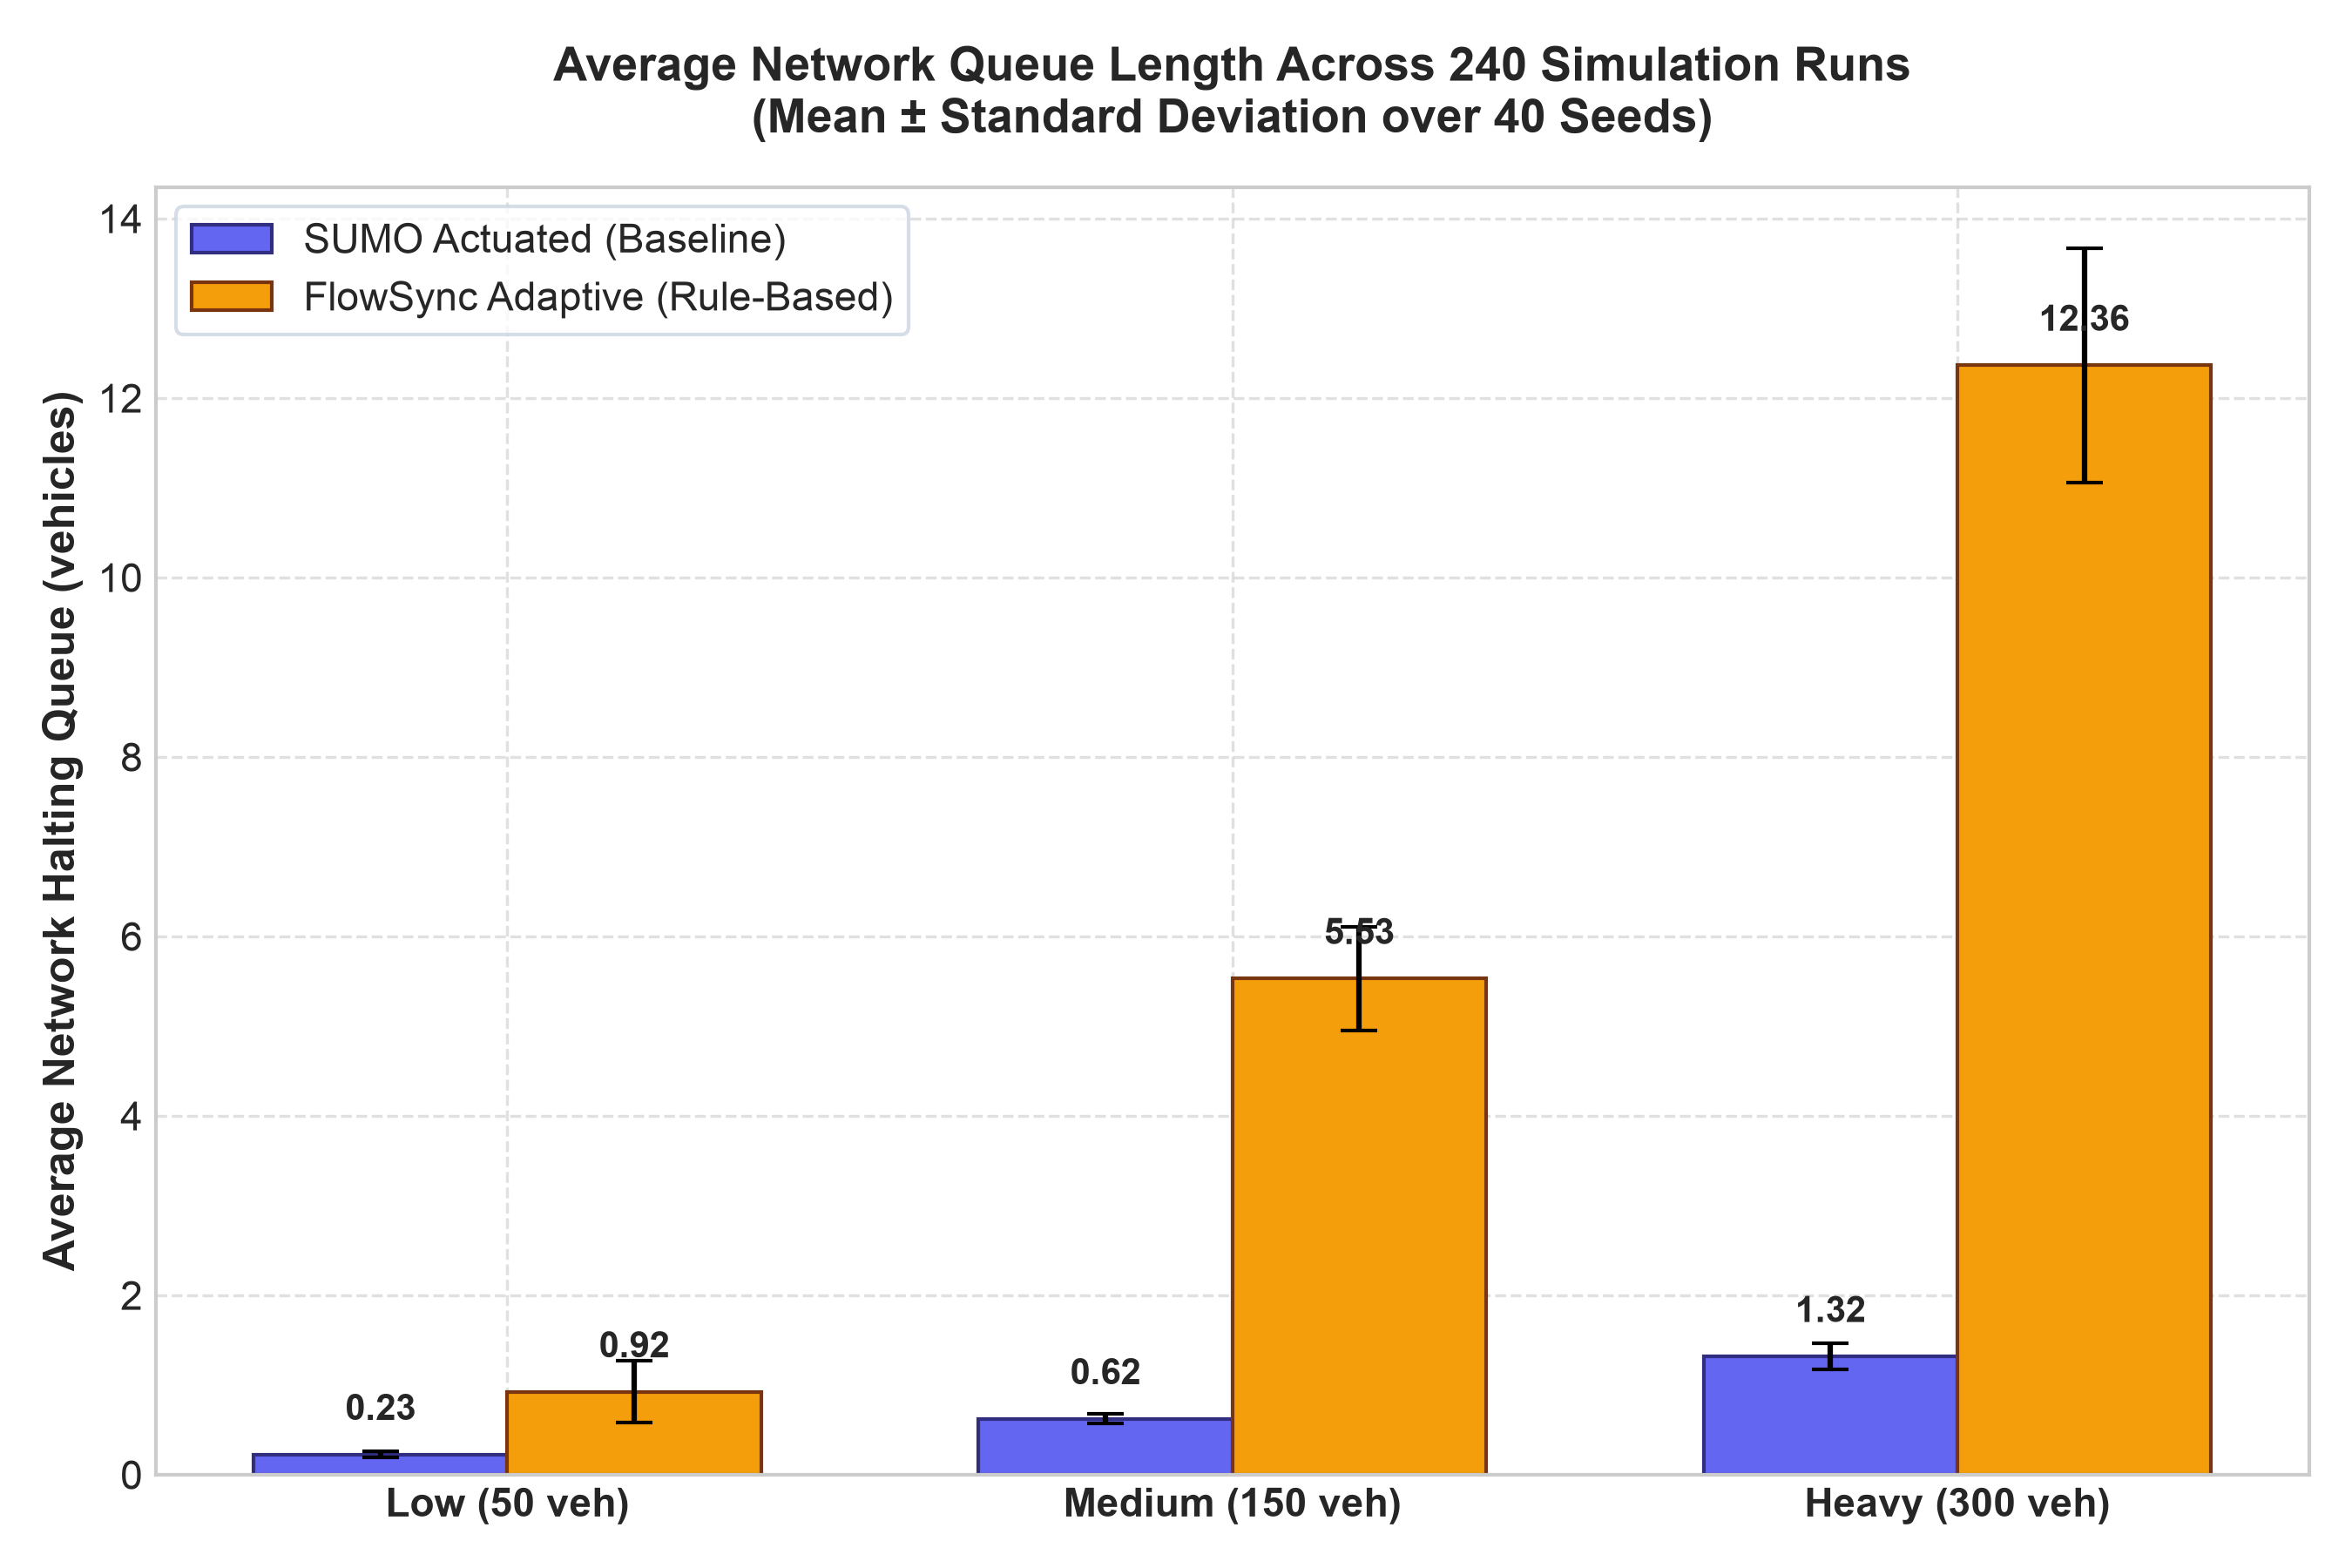 Average Network Queue Length Across 240 Simulation Runs
(Mean ± Standard Deviation over 40 Seeds)
SUMO Actuated (Baseline)
FlowSync Adaptive (Rule-Based)
Average Network Halting Queue (vehicles)
14
12
10
8
6
4
2
0
0.23
0.92
0.62
5.53
1.32
12.36
Low (50 veh)
Medium (150 veh)
Heavy (300 veh)